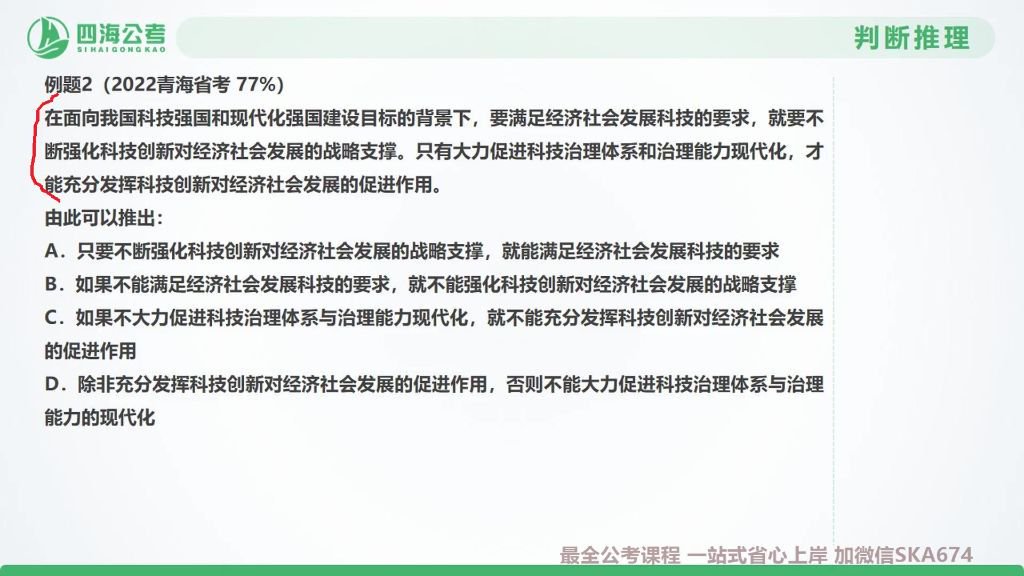 四海公考
SIHAIGONGKAO
判断推理
例题2（2022青海省考 77%）
在面向我国科技强国和现代化强国建设目标的背景下，要满足经济社会发展科技的要求，就要不
断强化科技创新对经济社会发展的战略支撑。只有大力促进科技治理体系和治理能力现代化，才
能充分发挥科技创新对经济社会发展的促进作用。
由此可以推出：
A．只要不断强化科技创新对经济社会发展的战略支撑，就能满足经济社会发展科技的要求
B．如果不能满足经济社会发展科技的要求，就不能强化科技创新对经济社会发展的战略支撑
C．如果不大力促进科技治理体系与治理能力现代化，就不能充分发挥科技创新对经济社会发展
的促进作用
D．除非充分发挥科技创新对经济社会发展的促进作用，否则不能大力促进科技治理体系与治理
能力的现代化
最全公考课程 一站式省心上岸 加微信SKA674